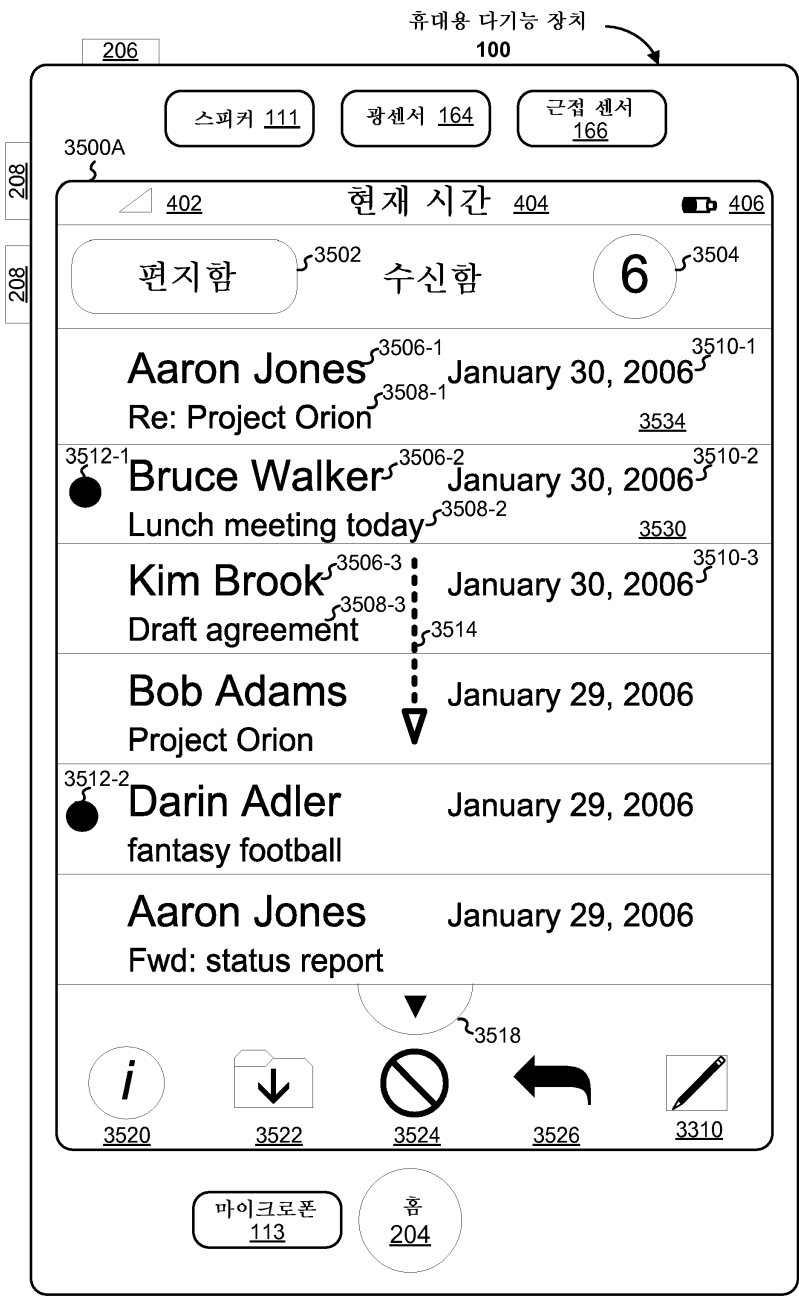 휴대용 다기능 장치
100
206
스피커 111
광센서 164
근접 센서
166
3500A
208
208
402
현재 시간 404
406
편지함
3502
수신함
6
3504
Aaron Jones
3506-1
January 30, 2006
3510-1
Re: Project Orion
3508-1
3534
3512-1
Bruce Walker
3506-2
January 30, 2006
3510-2
Lunch meeting today
3508-2
3530
Kim Brook
3506-3
January 30, 2006
3510-3
Draft agreement
3508-3
3514
Bob Adams
January 29, 2006
Project Orion
3512-2
Darin Adler
January 29, 2006
fantasy football
Aaron Jones
January 29, 2006
Fwd: status report
3518
i
3520
3522
3524
3526
3310
마이크로폰
113
홈
204